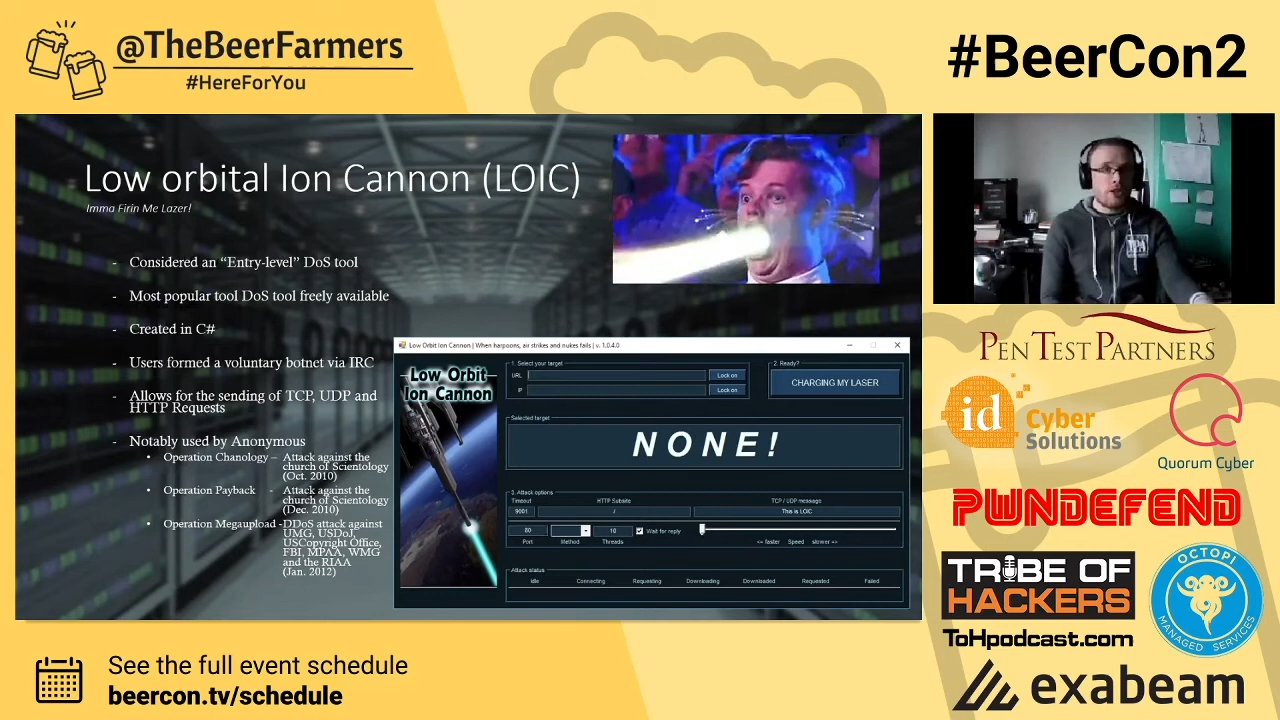 @TheBeerFarmers
#HereForYou
#BeerCon2
Low orbital Ion Cannon (LOIC)
Imma Firin Me Lazer!
- Considered an “Entry-level” DoS tool
- Most popular tool DoS tool freely available
- Created in C#
- Users formed a voluntary botnet via IRC
- Allows for the sending of TCP, UDP and
HTTP Requests
- Notably used by Anonymous
• Operation Chanology – Attack against the
church of Scientology
(Oct. 2010)
• Operation Payback - Attack against the
church of Scientology
(Dec. 2010)
• Operation Megaupload -DDoS attack against
UMG, USDoJ,
USCopyright Office,
FBI, MPAA, WMG
and the RIAA
(Jan. 2012)
Low Orbit Ion Cannon | When harpoons, air strikes and nukes fails | v. 1.0.4.0
Low Orbit
Ion Cannon
1. Select your target
URL Lock on
IP Lock on
2. Ready?
CHARGING MY LASER
Selected target
NONE!
3. Attack options
Timeout HTTP Subsite TCP / UDP message
9001 / This is LOIC
80 10 Wait for reply
Port Method Threads <= faster Speed slower =>
Attack status
Idle Connecting Requesting Downloading Downloaded Requested Failed
PEN TEST PARTNERS
id Cyber
Solutions
Quorum Cyber
PWNDEFEND
TRIBE OF
HACKERS
ToHpodcast.com
OCTOPI
MANAGED SERVICES
exabeam
See the full event schedule
beercon.tv/schedule